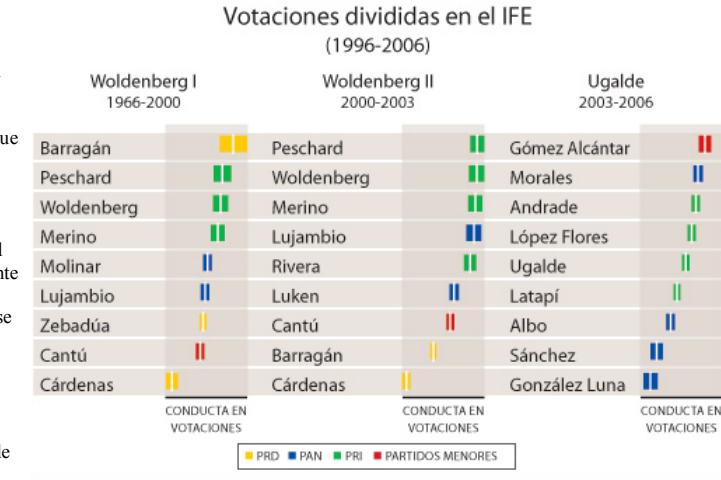 Votaciones divididas en el IFE
(1996-2006)
Woldenberg I
1966-2000
Barragán
Peschard
Woldenberg
Merino
Molinar
Lujambio
Zebadúa
Cantú
Cárdenas
CONDUCTA EN
VOTACIONES
Woldenberg II
2000-2003
Peschard
Woldenberg
Merino
Lujambio
Rivera
Luken
Cantú
Barragán
Cárdenas
CONDUCTA EN
VOTACIONES
Ugalde
2003-2006
Gómez Alcántar
Morales
Andrade
López Flores
Ugalde
Latapí
Albo
Sánchez
González Luna
CONDUCTA EN
VOTACIONES
PRD PAN PRI PARTIDOS MENORES